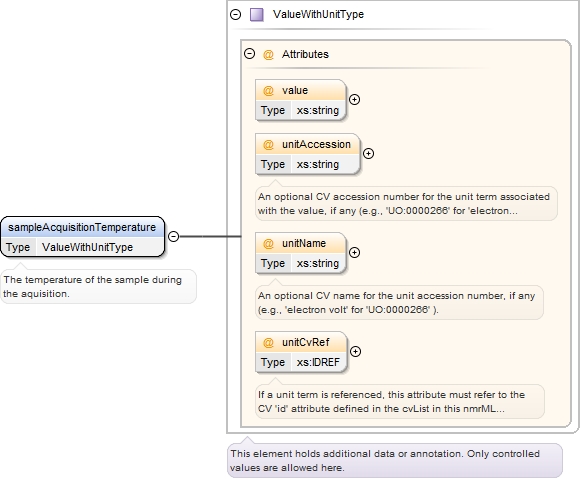 ValueWithUnitType
@ Attributes
@ value
Type xs:string
@ unitAccession
Type xs:string
An optional CV accession number for the unit term associated
with the value, if any (e.g., 'UO:0000266' for 'electron...
sampleAcquisitionTemperature
Type ValueWithUnitType
The temperature of the sample during
the aquisition.
@ unitName
Type xs:string
An optional CV name for the unit accession number, if any
(e.g., 'electron volt' for 'UO:0000266' ).
@ unitCvRef
Type xs:IDREF
If a unit term is referenced, this attribute must refer to the
CV 'id' attribute defined in the cvList in this nmrML...
This element holds additional data or annotation. Only controlled
values are allowed here.